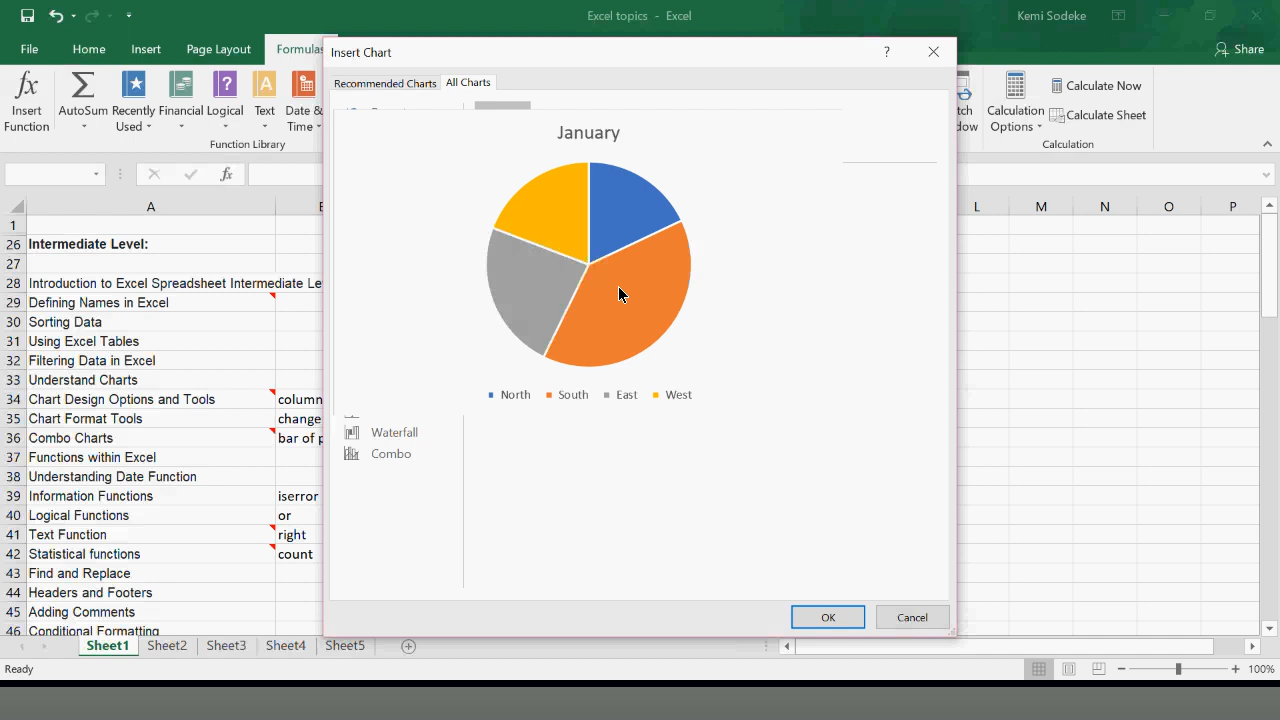 Excel topics - Excel
Kemi Sodeke
File Home Insert Page Layout Formulas
Share
Insert Function
AutoSum
Recently Used
Financial
Logical
Text
Date & Time
Calculation Options
Calculate Now
Calculate Sheet
Function Library
Calculation
Insert Chart
?
Recommended Charts All Charts
January
North South East West
Waterfall
Combo
OK Cancel
fx
A L M N O P
1
26 Intermediate Level:
27
28 Introduction to Excel Spreadsheet Intermediate Le
29 Defining Names in Excel
30 Sorting Data
31 Using Excel Tables
32 Filtering Data in Excel
33 Understand Charts
34 Chart Design Options and Tools column
35 Chart Format Tools change
36 Combo Charts bar of p
37 Functions within Excel
38 Understanding Date Function
39 Information Functions iserror
40 Logical Functions or
41 Text Function right
42 Statistical functions count
43 Find and Replace
44 Headers and Footers
45 Adding Comments
46 Conditional Formatting
Sheet1 Sheet2 Sheet3 Sheet4 Sheet5
Ready
100%